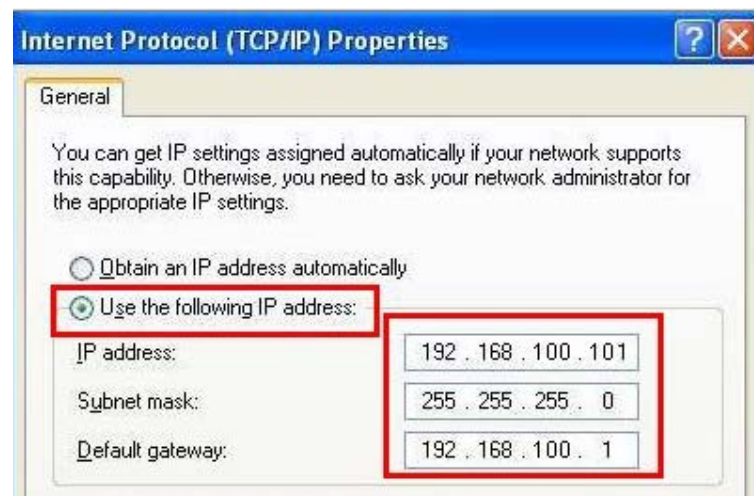 Internet Protocol (TCP/IP) Properties
General
You can get IP settings assigned automatically if your network supports
this capability. Otherwise, you need to ask your network administrator for
the appropriate IP settings.
Obtain an IP address automatically
Use the following IP address:
IP address: 192 . 168 . 100 . 101
Subnet mask: 255 . 255 . 255 . 0
Default gateway: 192 . 168 . 100 . 1